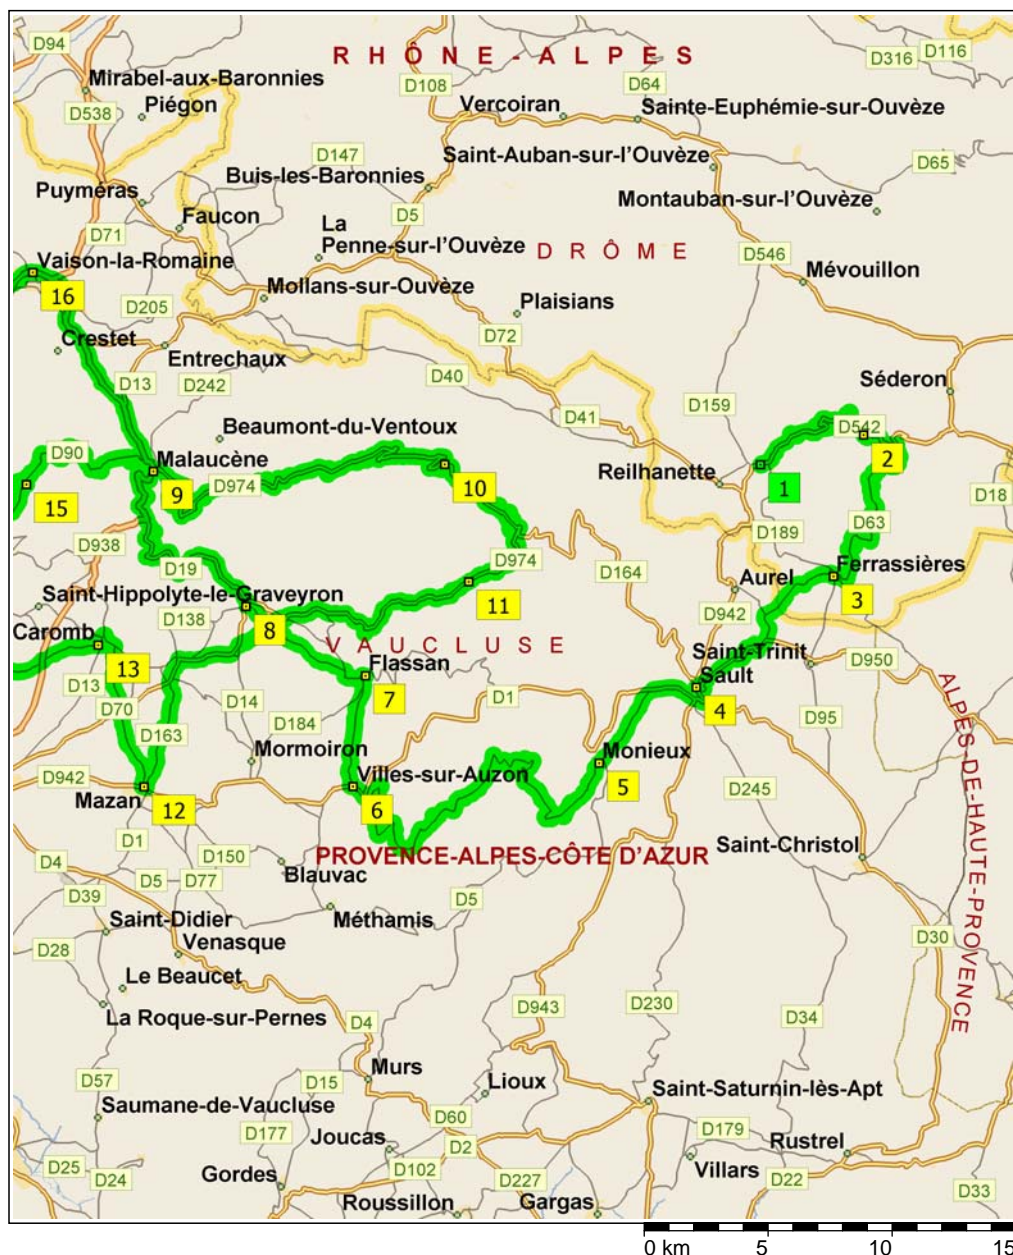 D94
RHÔNE-ALPES
D316
D116
Mirabel-aux-Baronnies
D108
D64
Piégon
Vercoiran
Sainte-Euphémie-sur-Ouvèze
D538
D147
Saint-Auban-sur-l'Ouvèze
D65
Buis-les-Baronnies
Puyméras
Montauban-sur-l'Ouvèze
Faucon
D5
La
Penne-sur-l'Ouvèze
D71
DRÔME
D546
Vaison-la-Romaine
Mévouillon
16
Mollans-sur-Ouvèze
D205
Plaisians
Crestet
D72
Entrechaux
D13
D242
D40
Séderon
D159
D41
Beaumont-du-Ventoux
D542
D90
Malaucène
2
Reilhanette
10
1
9
D974
15
D18
D63
D189
D938
D974
D19
D164
Ferrassières
Aurel
Saint-Hippolyte-le-Graveyron
11
3
D942
D138
8
Caromb
VAUCLUSE
Saint-Trinit
13
Flassan
D950
D13
Sault
7
D1
D14
D70
4
D95
D184
D163
Mormoiron
Monieux
D942
Villes-sur-Auzon
5
D245
Mazan
12
6
ALPES-DE-HAUTE-PROVENCE
D1
Saint-Christol
D150
PROVENCE-ALPES-CÔTE D'AZUR
D4
Blauvac
D5
D77
D39
D5
Méthamis
Saint-Didier
D30
Venasque
D28
Le Beaucet
D943
D230
La Roque-sur-Pernes
D34
D4
Murs
D57
D15
Lioux
Saint-Saturnin-lès-Apt
Saumane-de-Vaucluse
D60
D177
D179
Joucas
D2
Rustrel
D25
D102
Villars
D24
Gordes
D227
D22
D33
Roussillon
Gargas
0 km
5
10
15